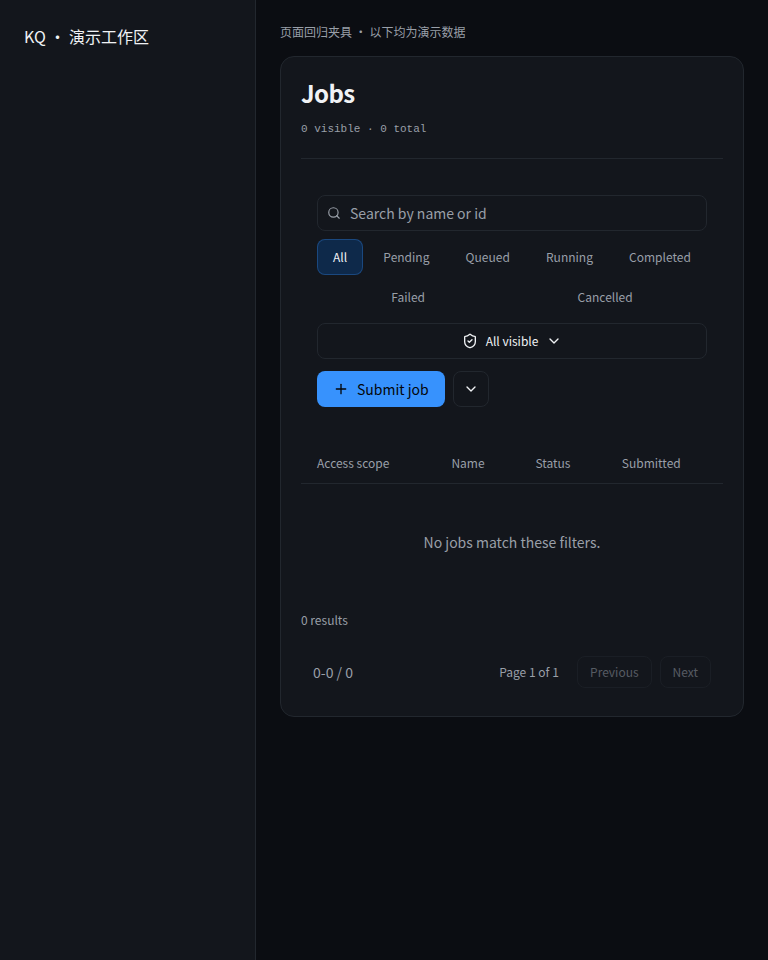 KQ · 演示工作区
页面回归夹具 · 以下均为演示数据
Jobs
0 visible · 0 total
Search by name or id
All Pending Queued Running Completed
Failed Cancelled
All visible
Submit job
Access scope Name Status Submitted
No jobs match these filters.
0 results
0-0 / 0 Page 1 of 1 Previous Next